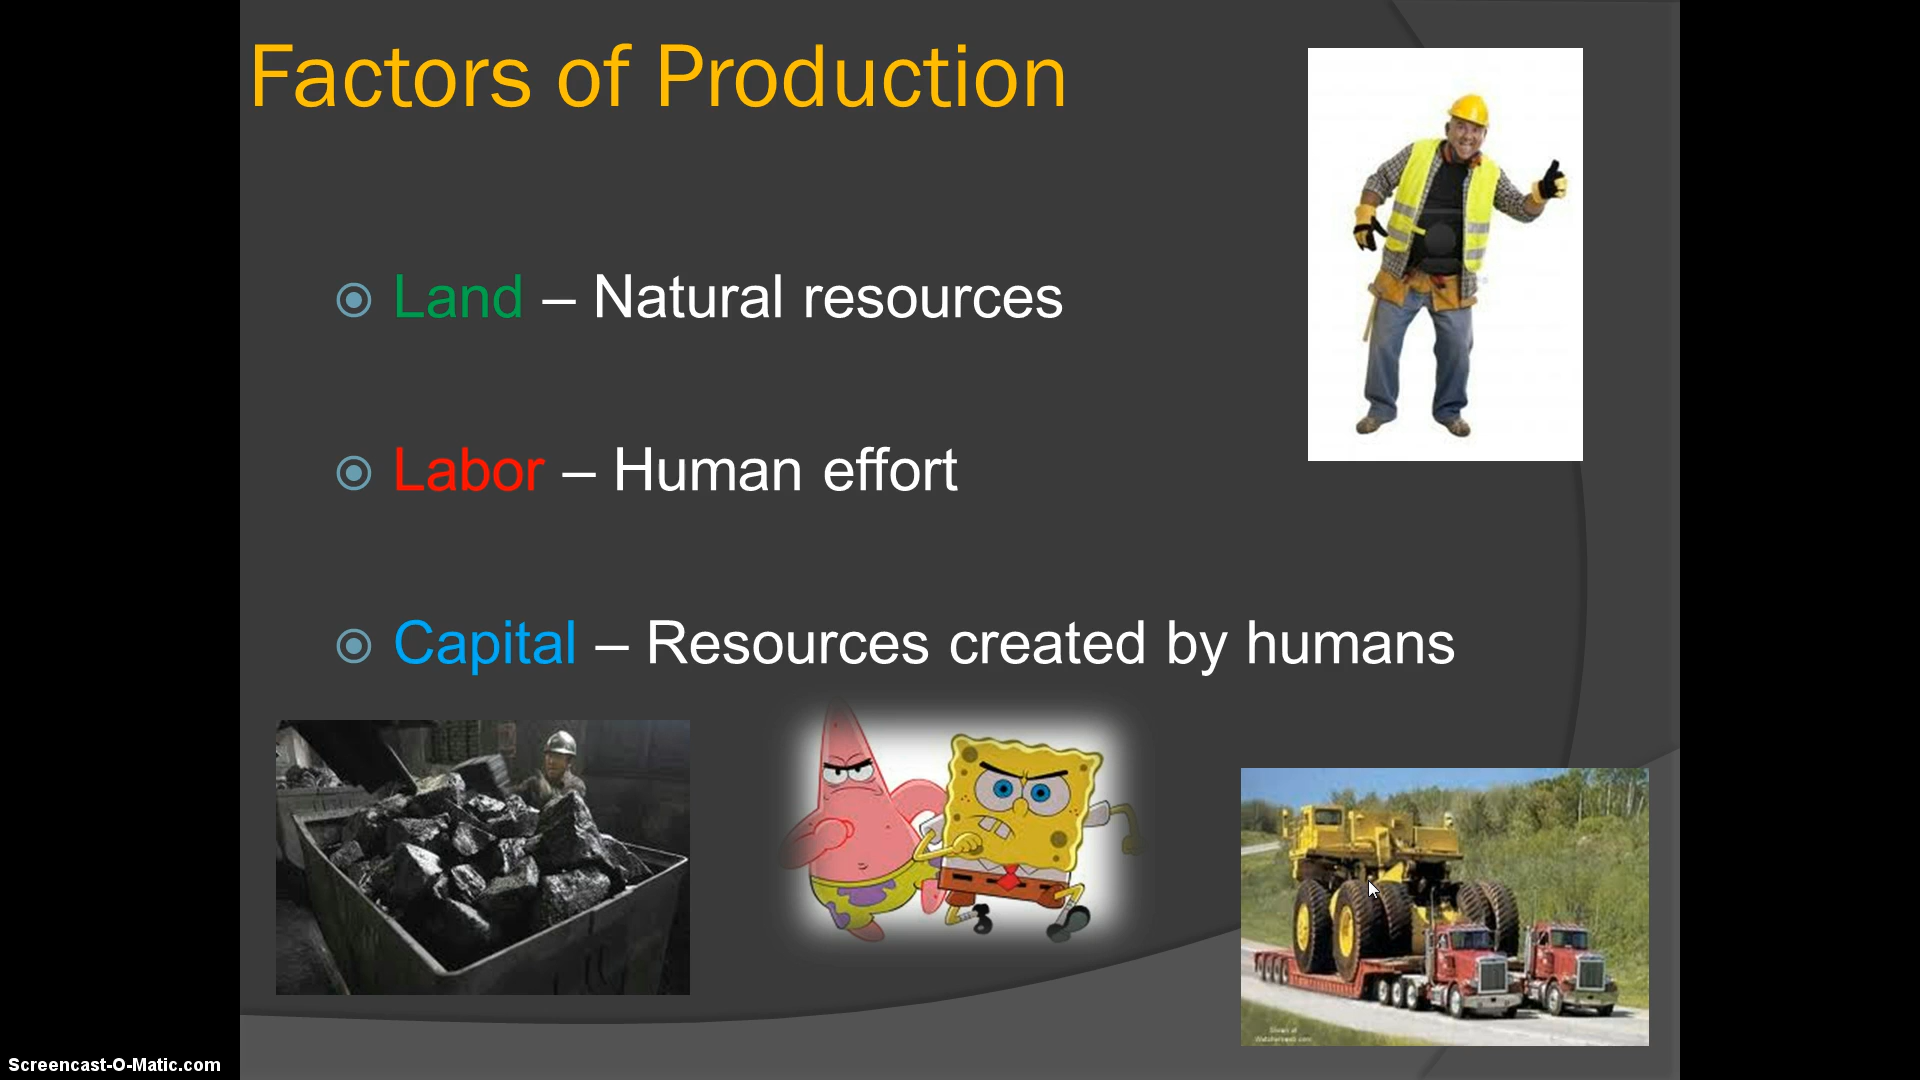 Factors of Production
Land – Natural resources
Labor – Human effort
Capital – Resources created by humans
Screencast-O-Matic.com